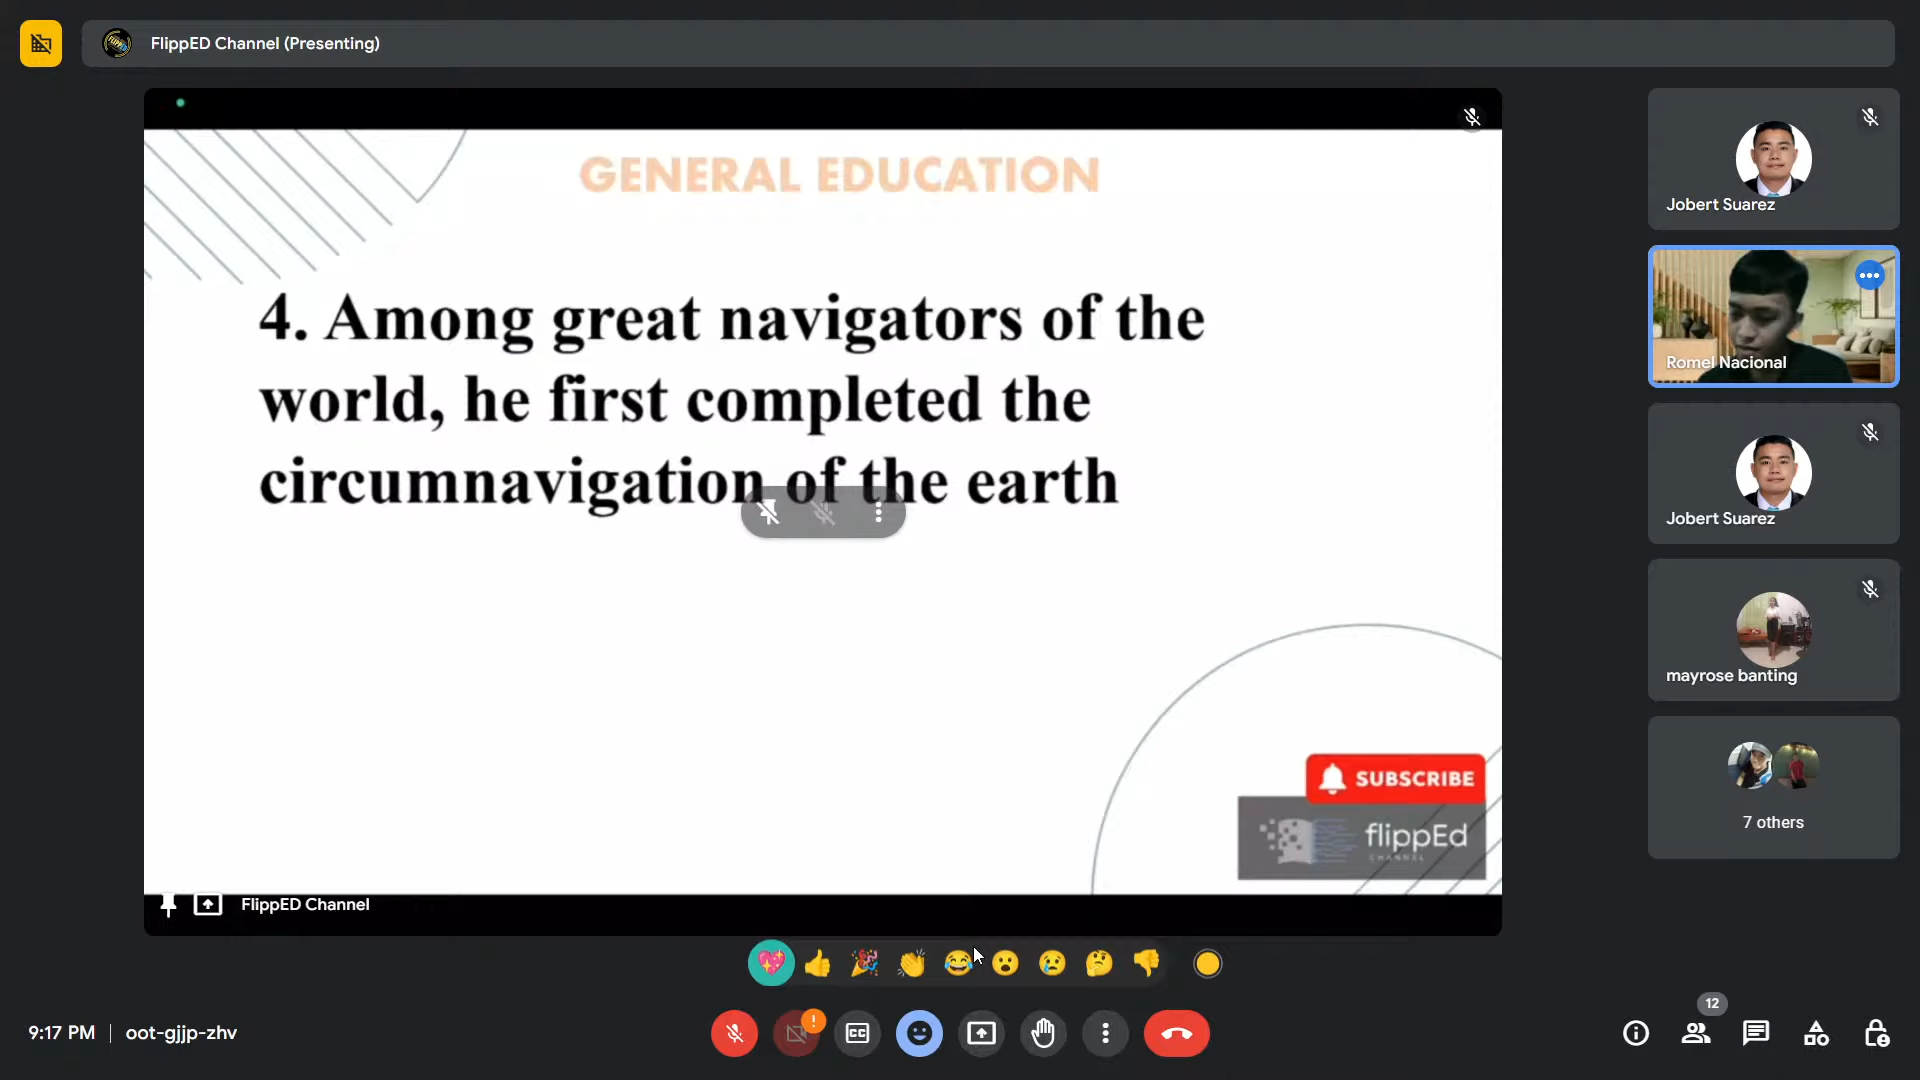 FlippED Channel (Presenting)
GENERAL EDUCATION
4. Among great navigators of the
world, he first completed the
circumnavigation of the earth
SUBSCRIBE
flippEd
CHANNEL
FlippED Channel
Jobert Suarez
Romel Nacional
Jobert Suarez
mayrose banting
7 others
9:17 PM | oot-gjjp-zhv
CC
12